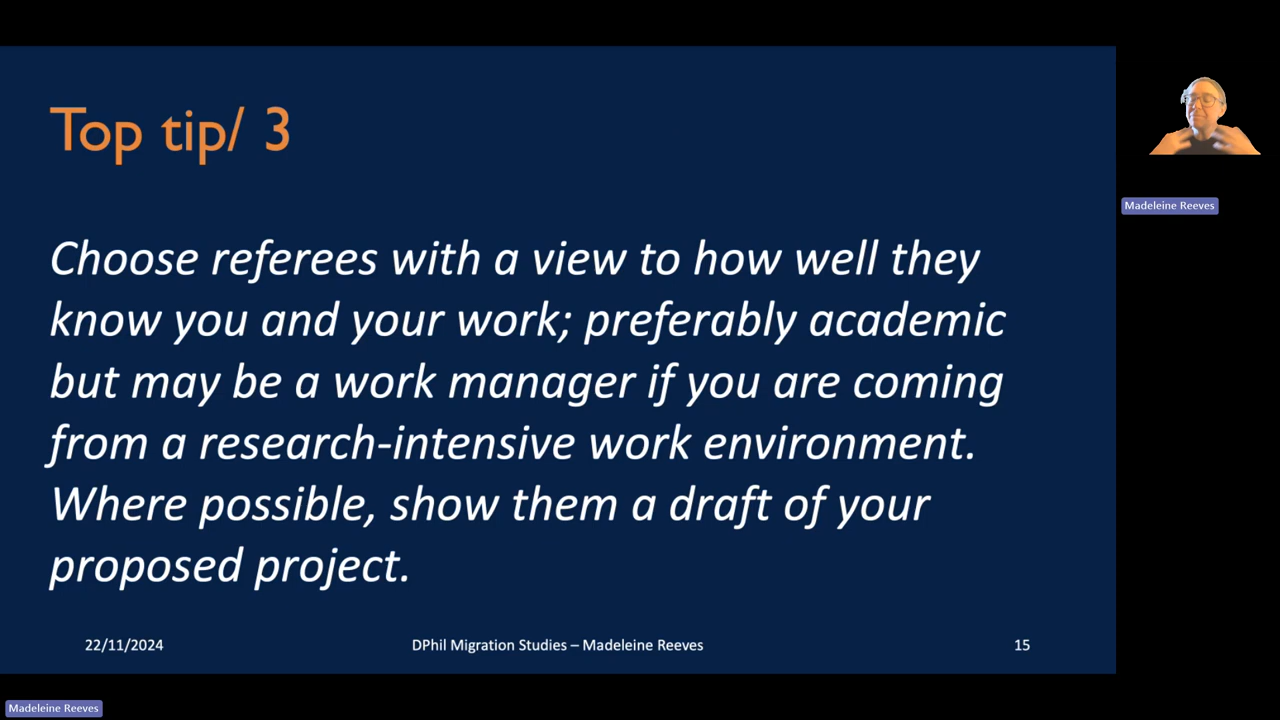 Top tip/ 3
Choose referees with a view to how well they
know you and your work; preferably academic
but may be a work manager if you are coming
from a research-intensive work environment.
Where possible, show them a draft of your
proposed project.
22/11/2024
DPhil Migration Studies – Madeleine Reeves
15
Madeleine Reeves
Madeleine Reeves